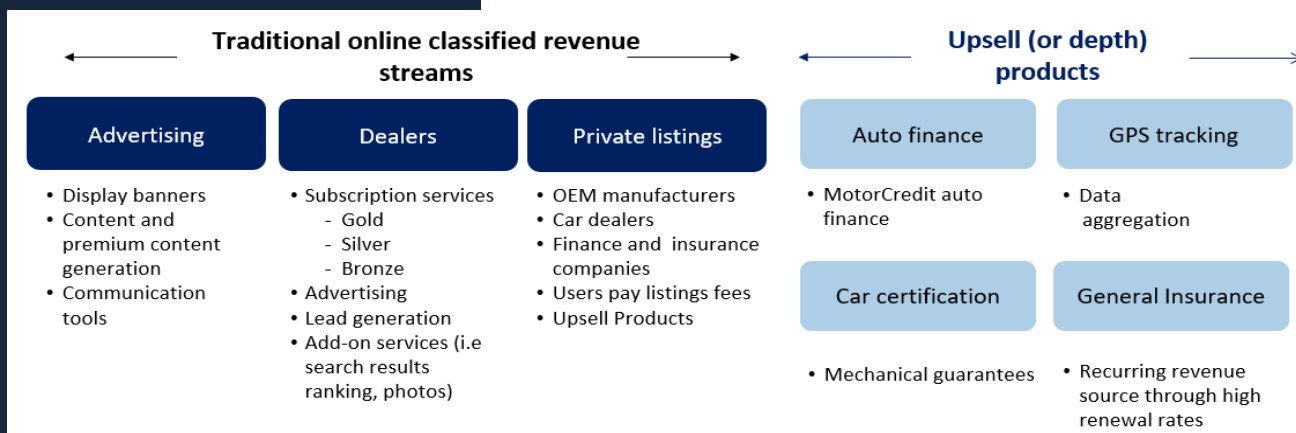 Traditional online classified revenue
streams
Upsell (or depth)
products
Advertising
• Display banners
• Content and
premium content
generation
• Communication
tools
Dealers
• Subscription services
- Gold
- Silver
- Bronze
• Advertising
• Lead generation
• Add-on services (i.e
search results
ranking, photos)
Private listings
• OEM manufacturers
• Car dealers
• Finance and insurance
companies
• Users pay listings fees
• Upsell Products
Auto finance
• MotorCredit auto
finance
GPS tracking
• Data
aggregation
Car certification
• Mechanical guarantees
General Insurance
• Recurring revenue
source through high
renewal rates